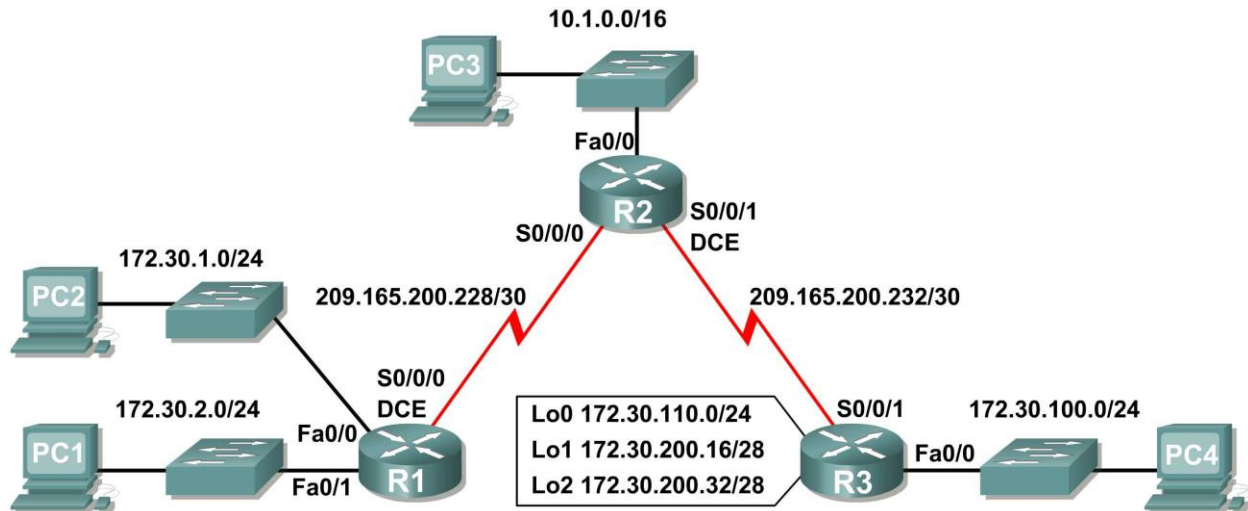 10.1.0.0/16
PC3
Fa0/0
R2
S0/0/0
S0/0/1
DCE
172.30.1.0/24
PC2
209.165.200.228/30
209.165.200.232/30
S0/0/0
DCE
172.30.2.0/24
Fa0/0
PC1
Fa0/1
R1
Lo0 172.30.110.0/24
Lo1 172.30.200.16/28
Lo2 172.30.200.32/28
S0/0/1
172.30.100.0/24
R3
Fa0/0
PC4